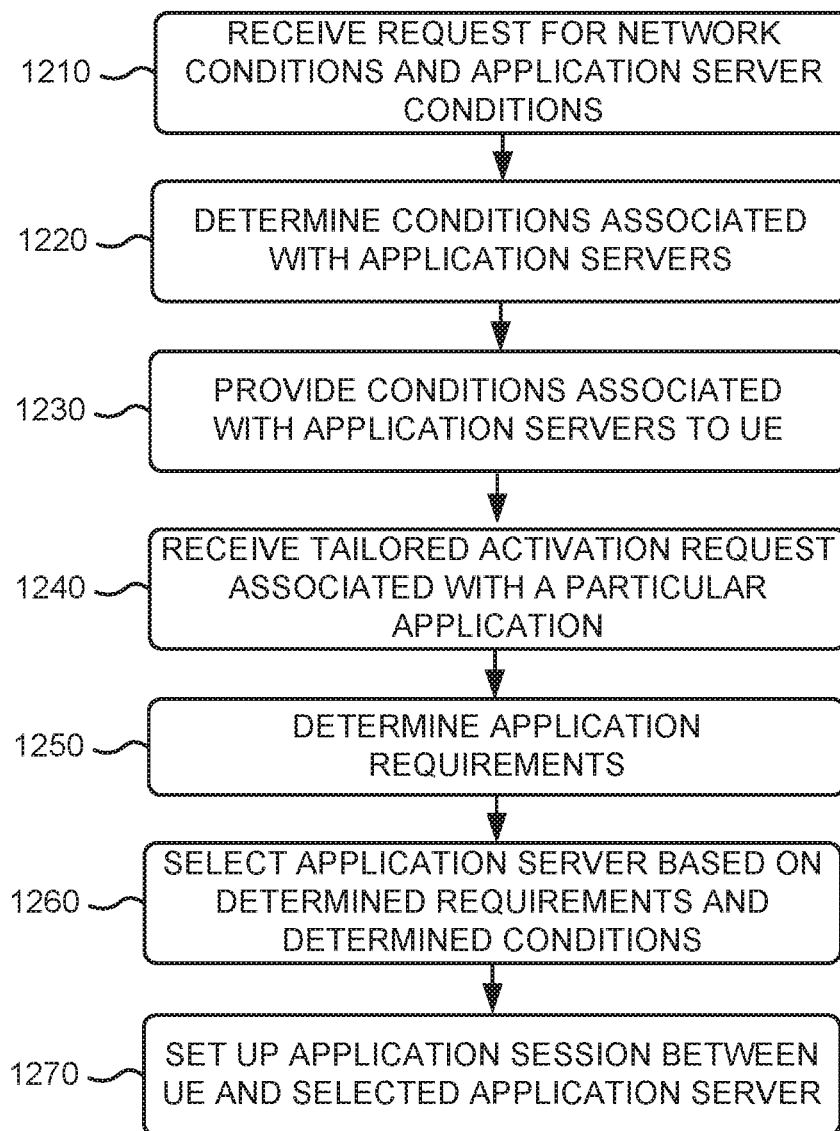 1210
RECEIVE REQUEST FOR NETWORK
CONDITIONS AND APPLICATION SERVER
CONDITIONS
1220
DETERMINE CONDITIONS ASSOCIATED
WITH APPLICATION SERVERS
1230
PROVIDE CONDITIONS ASSOCIATED
WITH APPLICATION SERVERS TO UE
1240
RECEIVE TAILORED ACTIVATION REQUEST
ASSOCIATED WITH A PARTICULAR
APPLICATION
1250
DETERMINE APPLICATION
REQUIREMENTS
1260
SELECT APPLICATION SERVER BASED ON
DETERMINED REQUIREMENTS AND
DETERMINED CONDITIONS
1270
SET UP APPLICATION SESSION BETWEEN
UE AND SELECTED APPLICATION SERVER